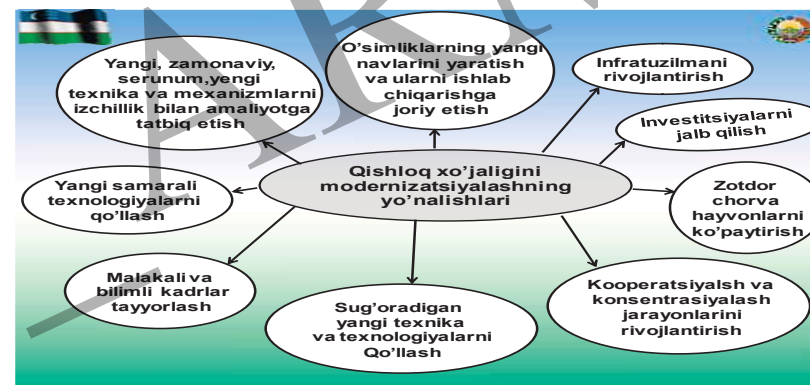 Yangi, zamonaviy,
serunum,yengi
texnika va mexanizmlarni
izchillik bilan amaliyotga
tatbiq etish
O'simliklarning yangi
navlarini yaratish
va ularni ishlab
chiqarishga
joriy etish
Infratuzilmani
rivojlantirish
Investitsiyalarni
jalb qilish
Qishloq xo'jaligini
modernizatsiyalashning
yo'nalishlari
Yangi samarali
texnologiyalarni
qo'llash
Zotdor
chorva
hayvonlarni
ko'paytirish
Malakali va
bilimli kadrlar
tayyorlash
Sug'oradigan
yangi texnika
va texnologiyalarni
Qo'llash
Kooperatsiyalsh va
konsentrasiyalash
jarayonlarini
rivojlantirish